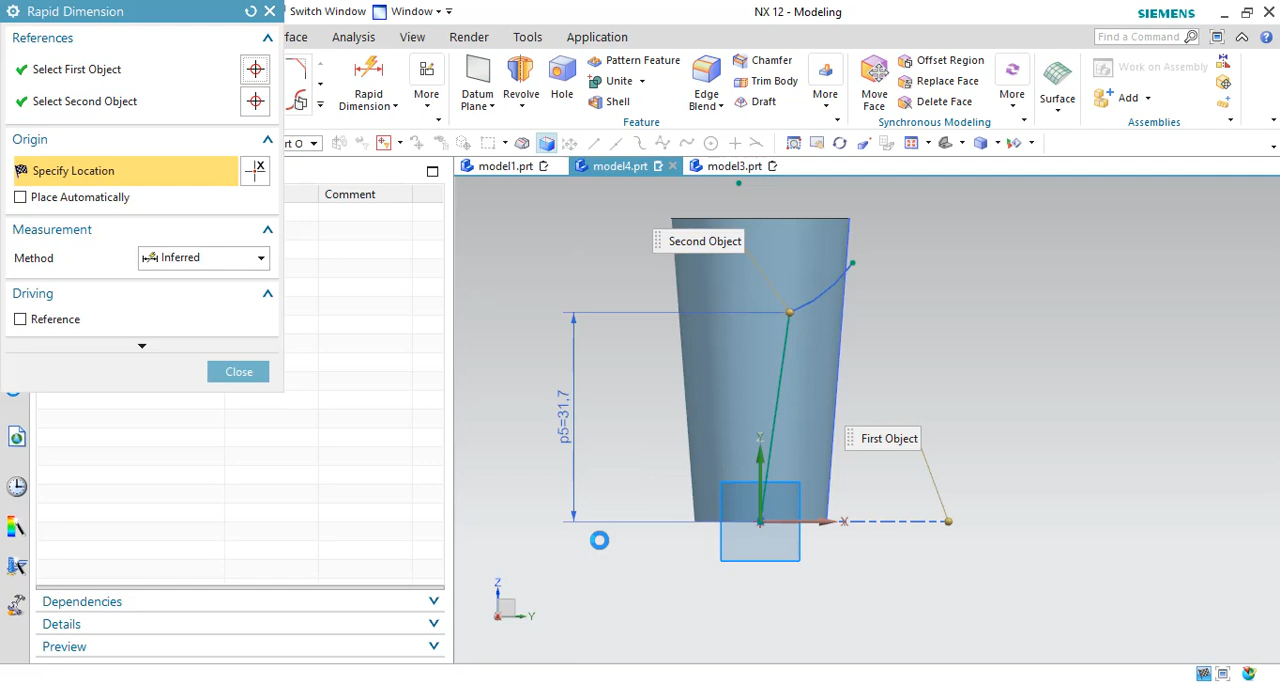 Rapid Dimension
Switch Window Window
NX 12 - Modeling
SIEMENS
References
Select First Object
Select Second Object
Origin
Specify Location
Place Automatically
Measurement
Method Inferred
Driving
Reference
Close
rface Analysis View Render Tools Application
Find a Command
Rapid
Dimension
More
Datum
Plane
Revolve
Hole
Pattern Feature
Unite
Shell
Edge
Blend
Chamfer
Trim Body
Draft
More
Feature
Move
Face
Offset Region
Replace Face
Delete Face
More
Synchronous Modeling
Surface
Work on Assembly
Add
Assemblies
rt O
model1.prt
model4.prt
model3.prt
Comment
Second Object
First Object
p5=31,7
Z
X
Z
Y
Dependencies
Details
Preview